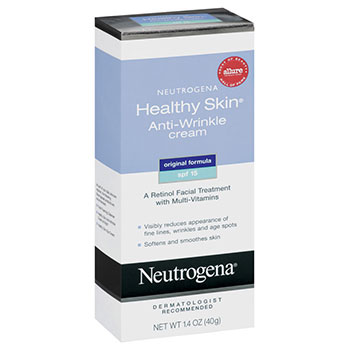 allure
NEUTROGENA
Healthy Skin®
Anti-Wrinkle
cream
original formula
spf 15
A Retinol Facial Treatment
with Multi-Vitamins
• Visibly reduces appearance of
fine lines, wrinkles and age spots
• Softens and smoothes skin
Neutrogena®
DERMATOLOGIST
RECOMMENDED
NET WT 1.4 OZ (40g)